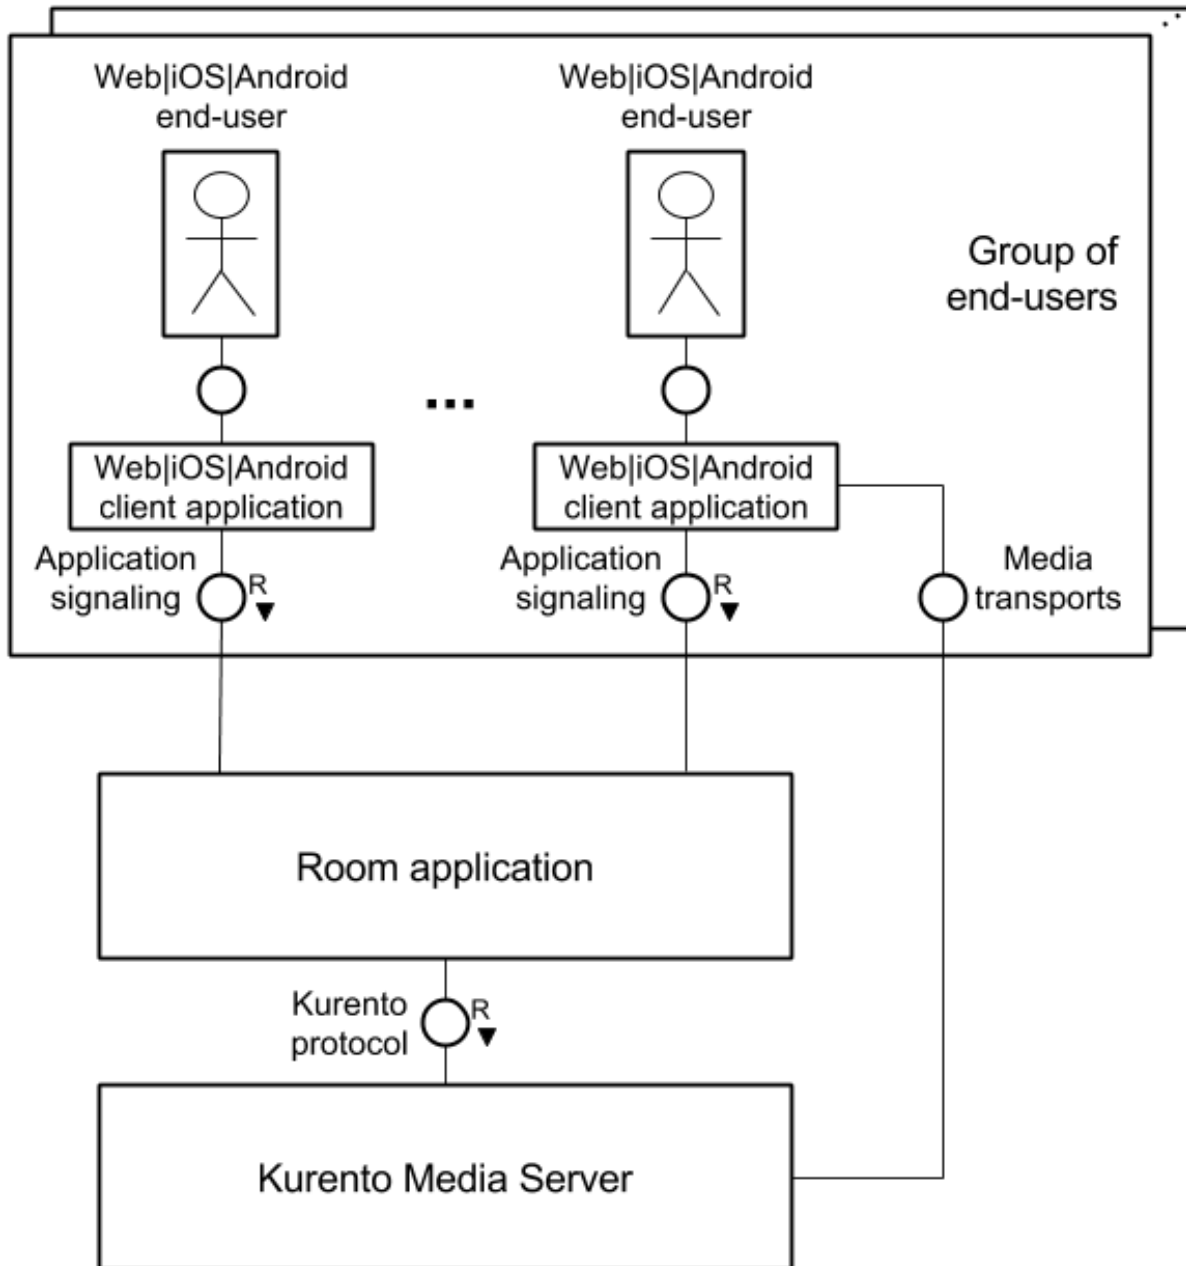 Web|iOS|Android
end-user
Web|iOS|Android
end-user
Group of
end-users
...
Web|iOS|Android
client application
Web|iOS|Android
client application
Application
signaling
R
Application
signaling
R
Media
transports
Room application
Kurento
protocol
R
Kurento Media Server